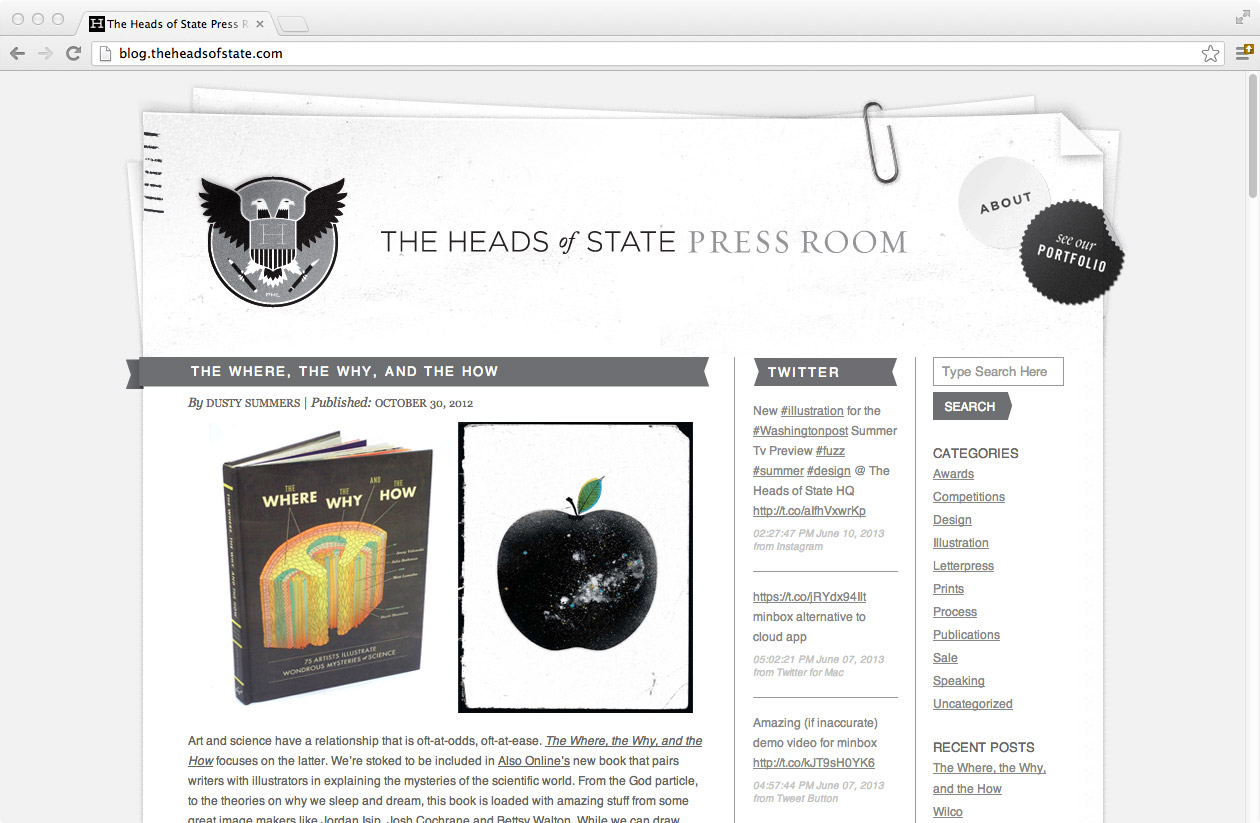 The Heads of State Press R
blog.theheadsofstate.com
PHL
THE HEADS of STATE PRESS ROOM
ABOUT
see our
PORTFOLIO
THE WHERE, THE WHY, AND THE HOW
By DUSTY SUMMERS | Published: OCTOBER 30, 2012
THE WHERE, THE WHY, AND THE HOW
THE WHERE THE WHY AND THE HOW
75 ARTISTS ILLUSTRATE
WONDROUS MYSTERIES of SCIENCE
Art and science have a relationship that is oft-at-odds, oft-at-ease. The Where, the Why, and the
How focuses on the latter. We’re stoked to be included in Also Online’s new book that pairs
writers with illustrators in explaining the mysteries of the scientific world. From the God particle,
to the theories on why we sleep and dream, this book is loaded with amazing stuff from some
great image makers like Jordan Isip, Josh Cochrane and Betsy Walton. While we can draw
TWITTER
New #illustration for the
#Washingtonpost Summer
Tv Preview #fuzz
#summer #design @ The
Heads of State HQ
http://t.co/aIfhVxwrKp
02:27:47 PM June 10, 2013
from Instagram
https://t.co/jRYdx94Ilt
minbox alternative to
cloud app
05:02:21 PM June 07, 2013
from Twitter for Mac
Amazing (if inaccurate)
demo video for minbox
http://t.co/kJT9sH0YK6
04:57:44 PM June 07, 2013
from Tweet Button
Type Search Here
SEARCH
CATEGORIES
Awards
Competitions
Design
Illustration
Letterpress
Prints
Process
Publications
Sale
Speaking
Uncategorized
RECENT POSTS
The Where, the Why,
and the How
Wilco